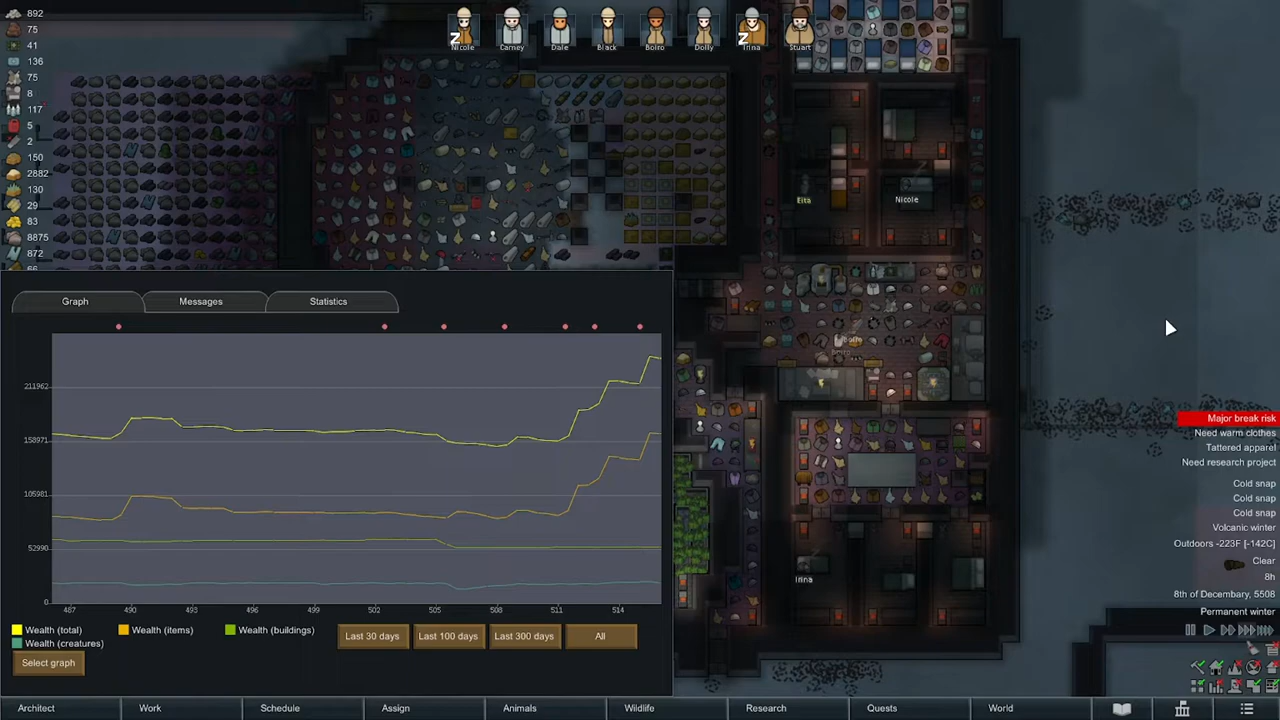 892
75
41
136
75
8
117
5
2
150
2882
130
29
83
8875
872
Z
Nicole
Camey
Dale
Black
Boiro
Dolly
Z
Irina
Stuart
Eita
Nicole
Boiro
Irina
Graph
Messages
Statistics
211962
158971
105981
52990
0
487
490
493
496
499
502
505
508
511
514
Wealth (total)
Wealth (items)
Wealth (buildings)
Wealth (creatures)
Last 30 days
Last 100 days
Last 300 days
All
Select graph
Major break risk
Need warm clothes
Tattered apparel
Need research project
Cold snap
Cold snap
Cold snap
Volcanic winter
Outdoors -223F [-142C]
Clear
8h
8th of Decembary, 5508
Permanent winter
Architect
Work
Schedule
Assign
Animals
Wildlife
Research
Quests
World